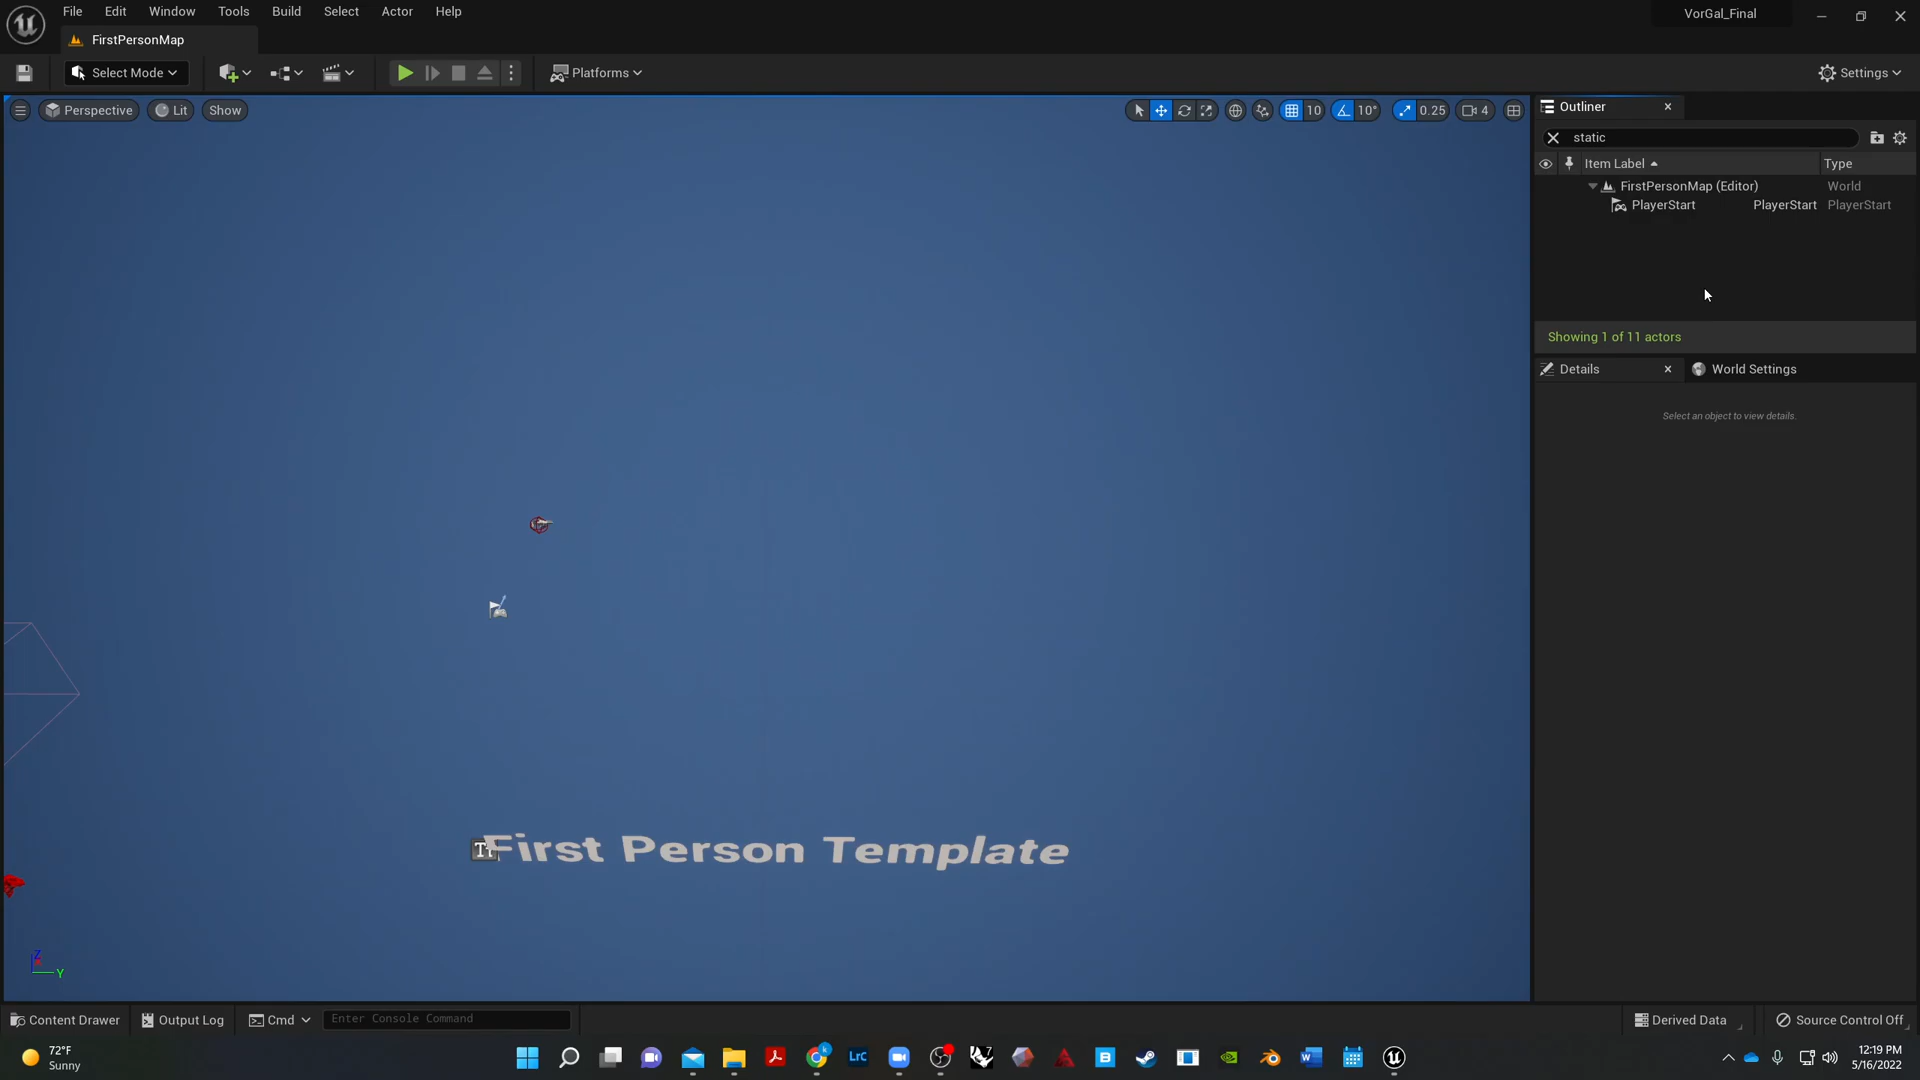 File Edit Window Tools Build Select Actor Help
VorGal_Final
FirstPersonMap
Select Mode
Platforms
Settings
Perspective Lit Show
10 10° 0.25 4
Outliner
static
Item Label Type
FirstPersonMap (Editor) World
PlayerStart PlayerStart PlayerStart
Showing 1 of 11 actors
Details World Settings
Select an object to view details.
First Person Template
Z
Y
Content Drawer Output Log Cmd Enter Console Command
Derived Data Source Control Off
72°F
Sunny
LrC
12:19 PM
5/16/2022